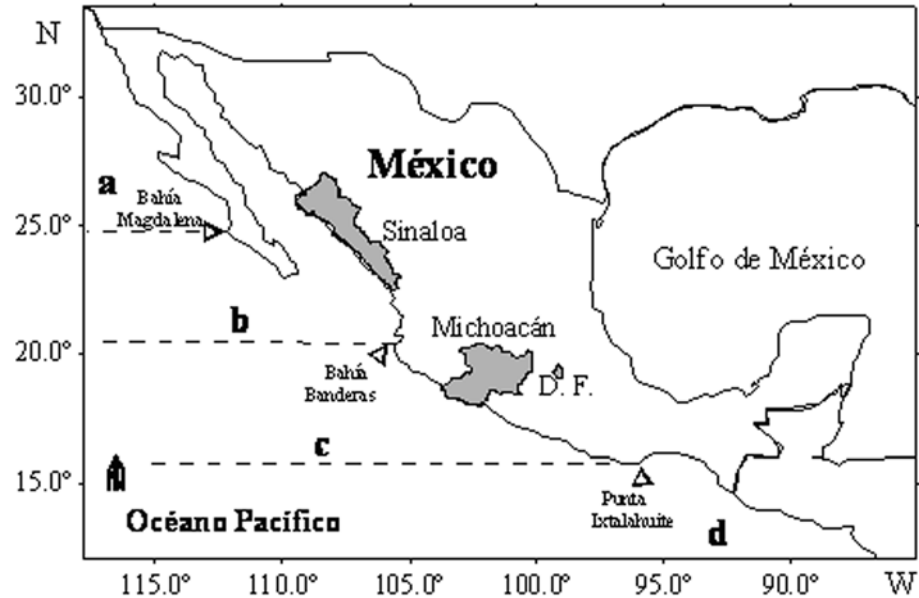 N
30.0°
México
a
Bahía
Magdalena
25.0°
Sinaloa
Golfo de México
b
Michoacán
20.0°
Bahía
Banderas
D. F.
c
15.0°
Punta
Ixtalahuite
Océano Pacífico
d
115.0°
110.0°
105.0°
100.0°
95.0°
90.0°
W